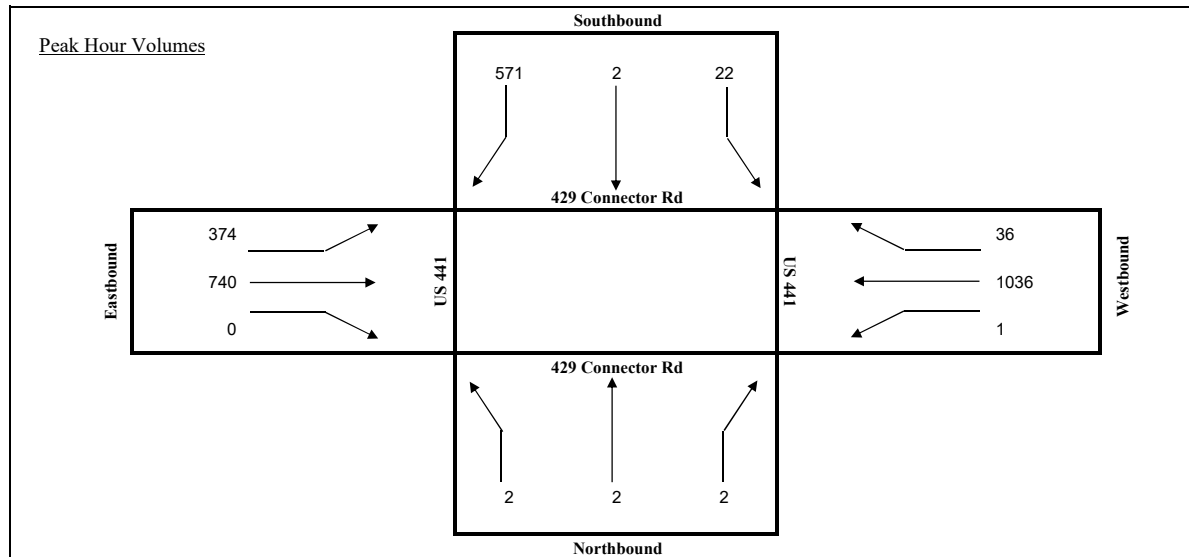 Southbound
Peak Hour Volumes
571 2 22
429 Connector Rd
374
740
0
Eastbound
US 441
US 441
36
1036
1
Westbound
429 Connector Rd
2 2 2
Northbound